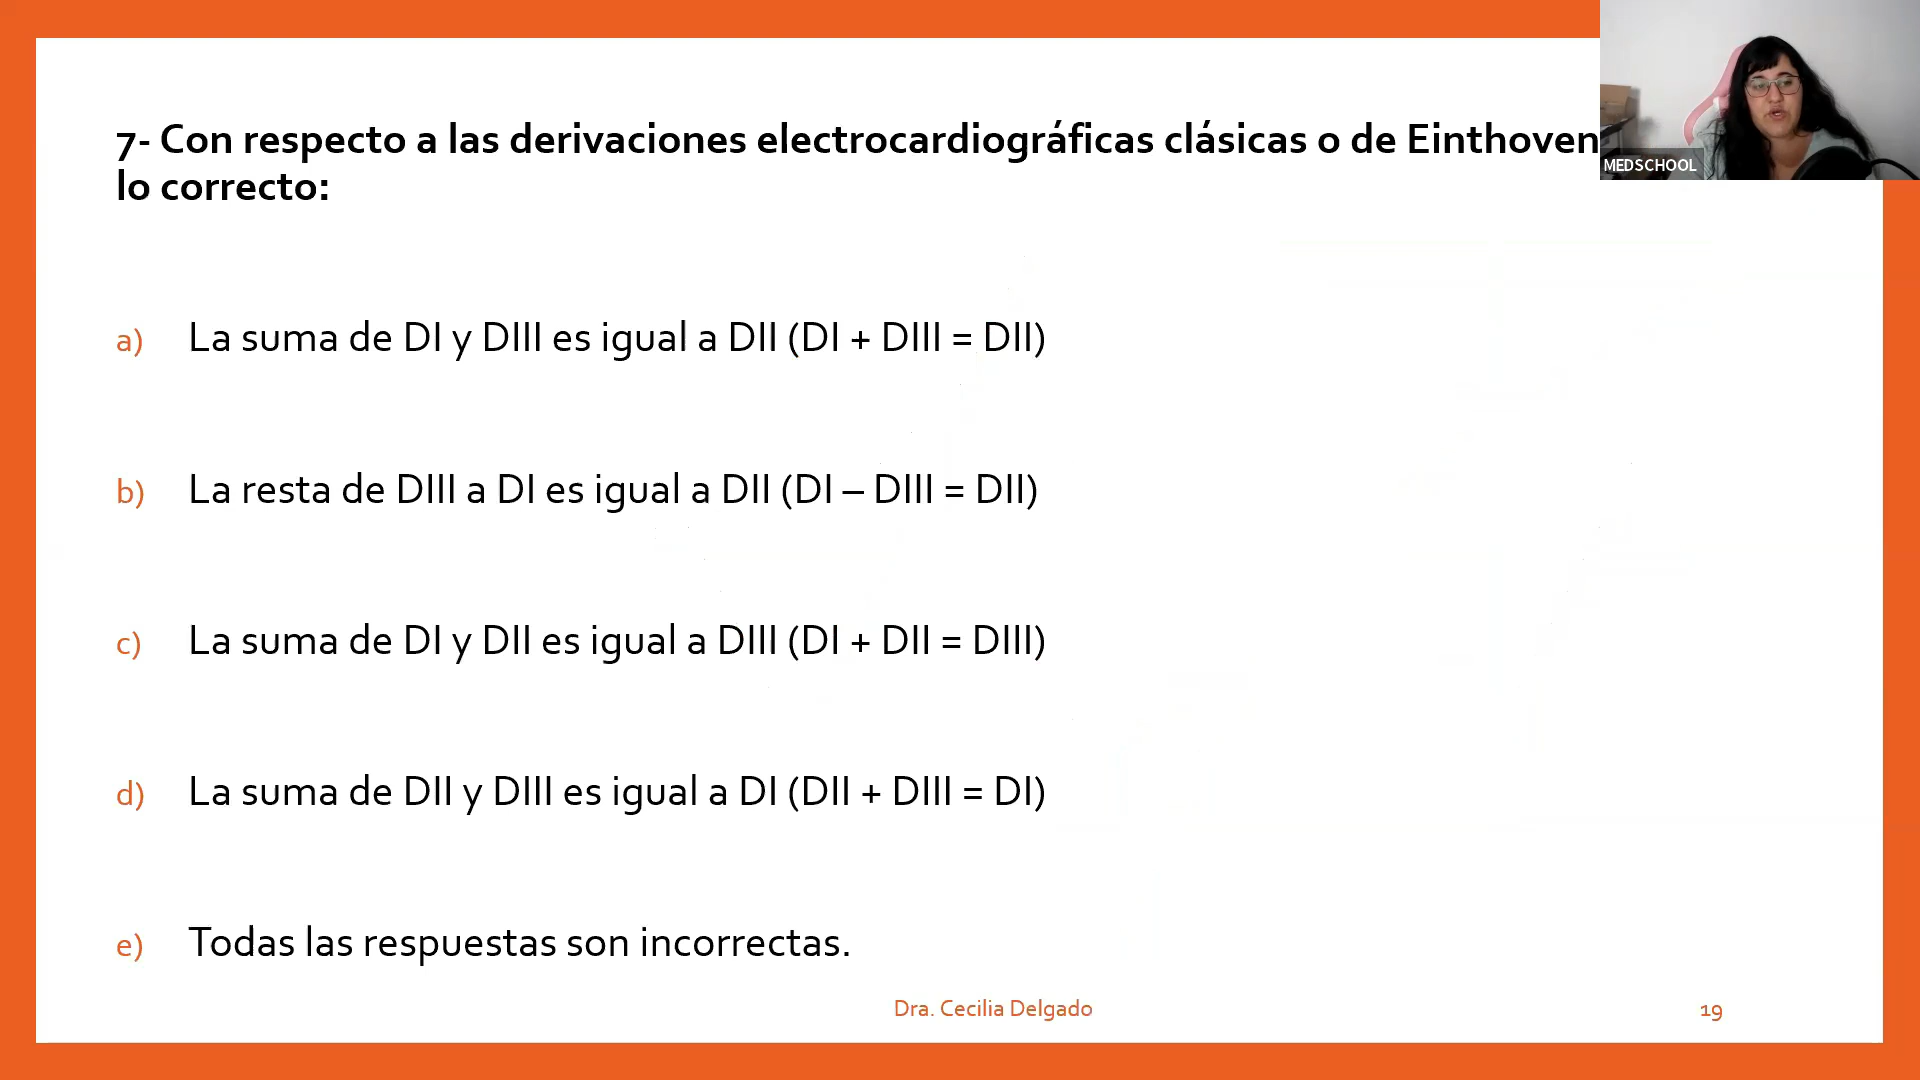 7- Con respecto a las derivaciones electrocardiográficas clásicas o de Einthoven
lo correcto:
MEDSCHOOL
a) La suma de DI y DIII es igual a DII (DI + DIII = DII)
b) La resta de DIII a DI es igual a DII (DI – DIII = DII)
c) La suma de DI y DII es igual a DIII (DI + DII = DIII)
d) La suma de DII y DIII es igual a DI (DII + DIII = DI)
e) Todas las respuestas son incorrectas.
Dra. Cecilia Delgado
19